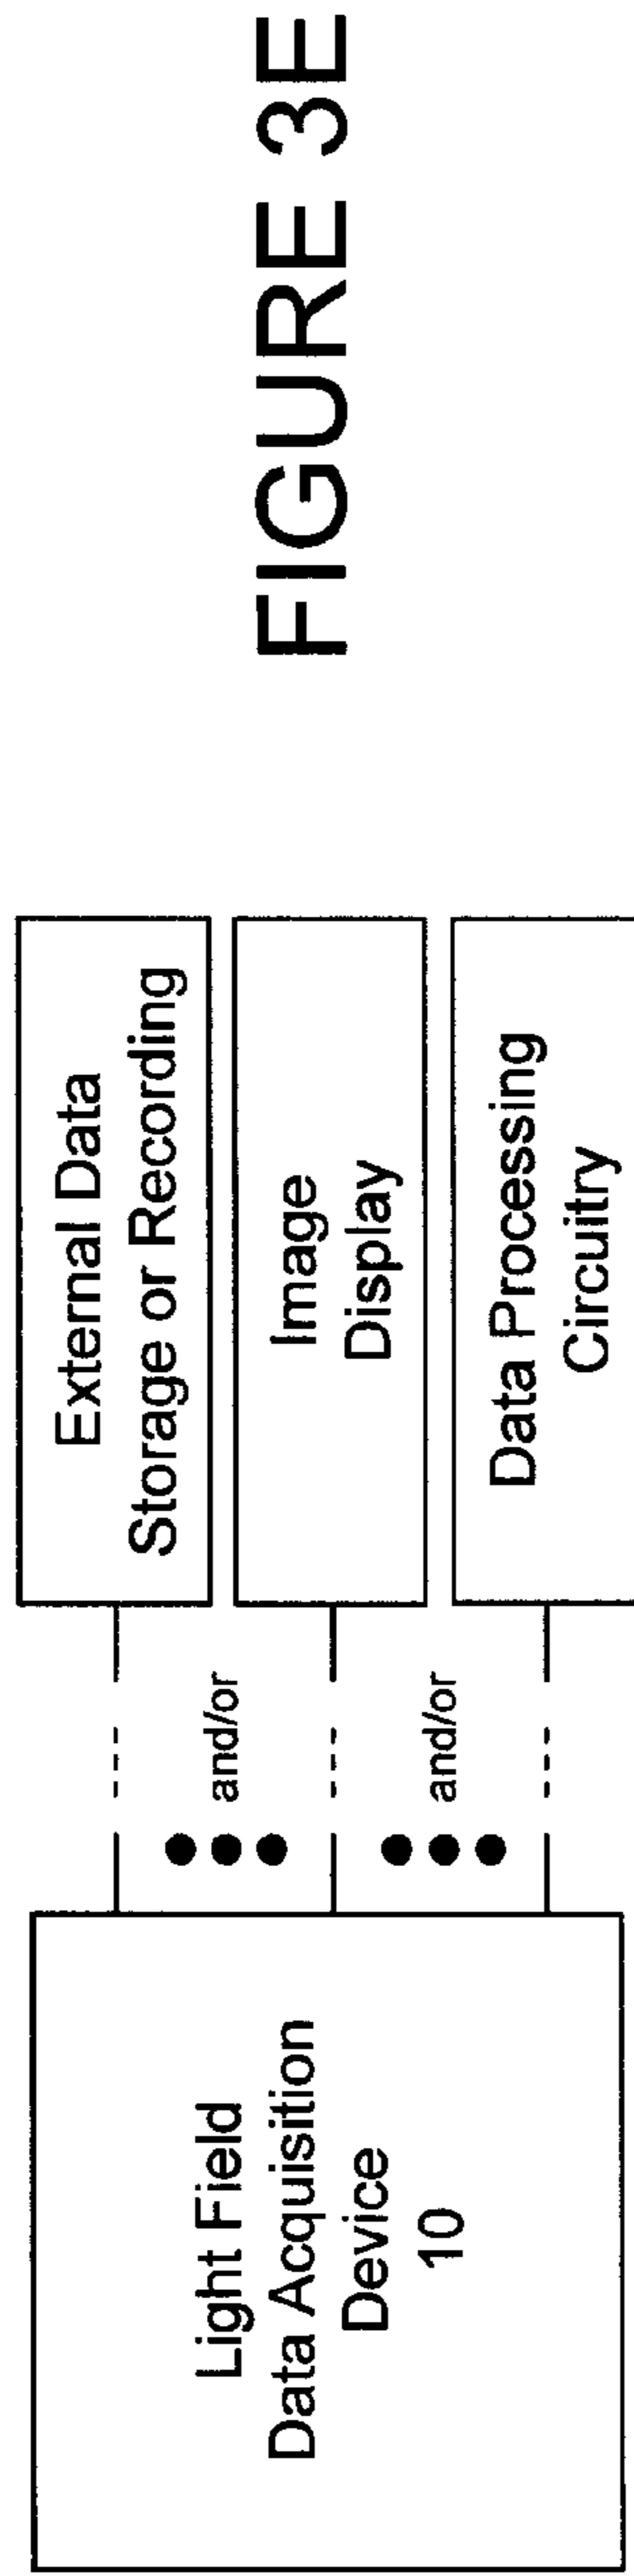 Light Field
Data Acquisition
Device
10
and/or
and/or
External Data
Storage or Recording
Image
Display
Data Processing
Circuitry
FIGURE 3E